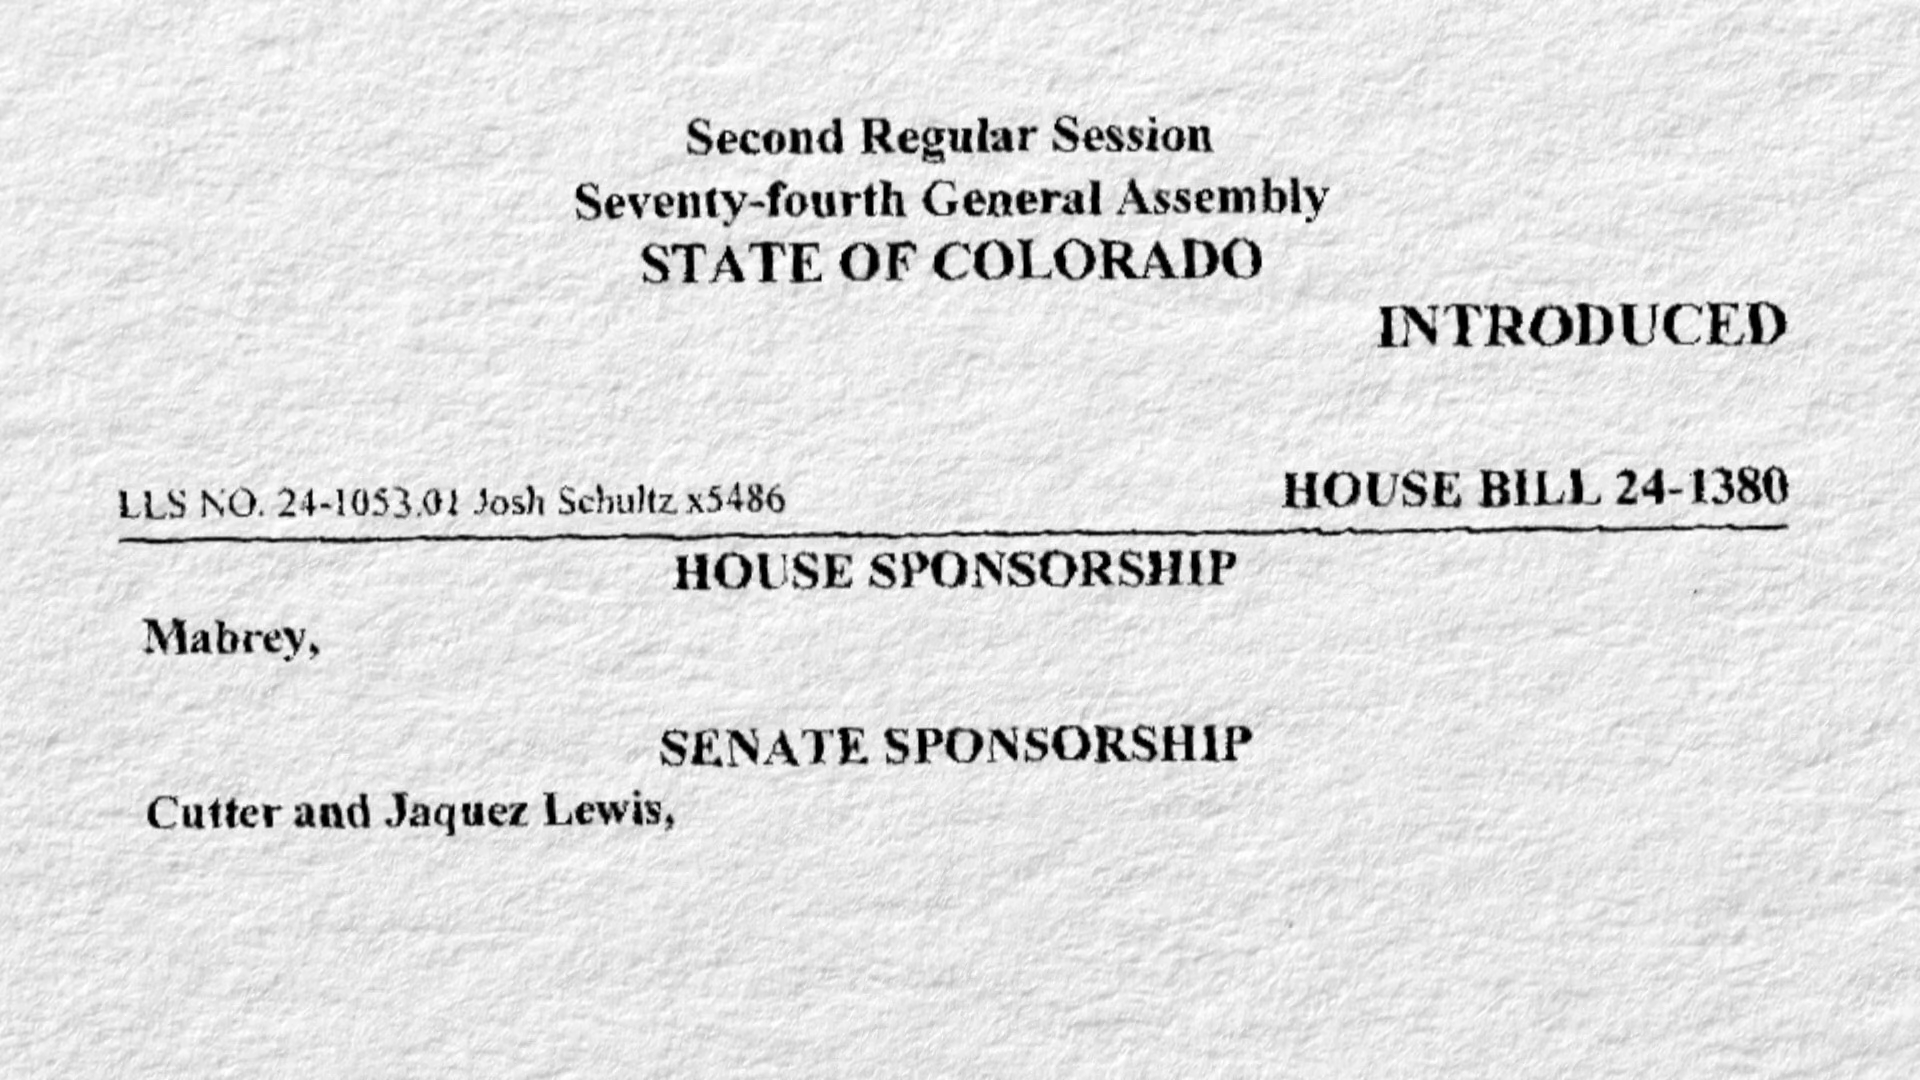 Second Regular Session
Seventy-fourth General Assembly
STATE OF COLORADO
INTRODUCED
LLS NO. 24-1053.01 Josh Schultz x5486
HOUSE BILL 24-1380
HOUSE SPONSORSHIP
Mabrey,
SENATE SPONSORSHIP
Cutter and Jaquez Lewis,